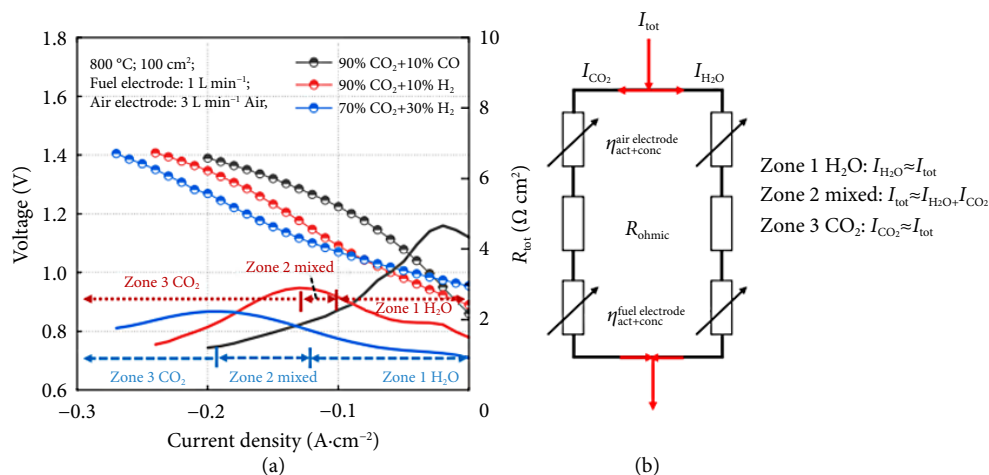 (a)
1.8
1.6
1.4
1.2
1.0
0.8
0.6
Voltage (V)
800 °C; 100 cm²;
Fuel electrode: 1 L min⁻¹;
Air electrode: 3 L min⁻¹ Air,
90% CO₂+10% CO
90% CO₂+10% H₂
70% CO₂+30% H₂
Zone 3 CO₂
Zone 2 mixed
Zone 1 H₂O
Zone 3 CO₂
Zone 2 mixed
Zone 1 H₂O
10
8
6
4
2
0
R_tot (Ω cm²)
−0.3
−0.2
−0.1
Current density (A·cm⁻²)
(a)
I_tot
I_CO₂
I_H₂O
η^air electrode_act+conc
R_ohmic
η^fuel electrode_act+conc
Zone 1 H₂O: I_H₂O≈I_tot
Zone 2 mixed: I_tot≈I_H₂O+I_CO₂
Zone 3 CO₂: I_CO₂≈I_tot
(b)